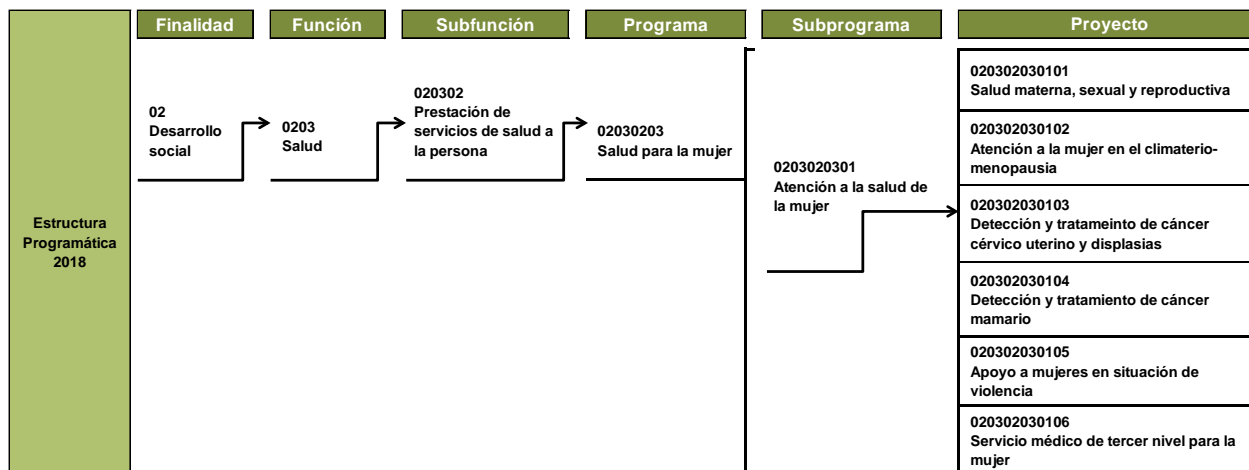 Finalidad
Función
Subfunción
Programa
Subprograma
Proyecto
Estructura
Programática
2018
02
Desarrollo
social
0203
Salud
020302
Prestación de
servicios de salud a
la persona
02030203
Salud para la mujer
0203020301
Atención a la salud de
la mujer
020302030101
Salud materna, sexual y reproductiva
020302030102
Atención a la mujer en el climaterio-
menopausia
020302030103
Detección y tratameinto de cáncer
cérvico uterino y displasias
020302030104
Detección y tratamiento de cáncer
mamario
020302030105
Apoyo a mujeres en situación de
violencia
020302030106
Servicio médico de tercer nivel para la
mujer